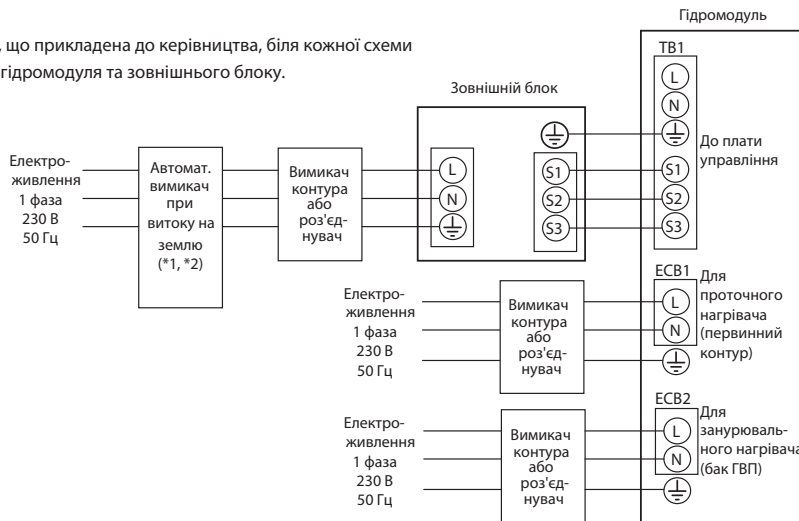 Гідромодуль
, що прикладена до керівництва, біля кожної схеми
гідромодуля та зовнішнього блоку.
TB1
Зовнішній блок
L
N
До плати
управління
Електро-
живлення
1 фаза
230 В
50 Гц
Автомат.
вимикач
при
витоку на
землю
(*1, *2)
Вимикач
контура
або
роз'єд-
нувач
L
N
S1
S2
S3
S1
S2
S3
ECB1
Для
проточного
нагрівача
(первинний
контур)
L
N
Електро-
живлення
1 фаза
230 В
50 Гц
Вимикач
контура
або
роз'єд-
нувач
ECB2
Для
занурюваль-
ного нагрівача
(бак ГВП)
L
N
Електро-
живлення
1 фаза
230 В
50 Гц
Вимикач
контура
або
роз'єд-
нувач